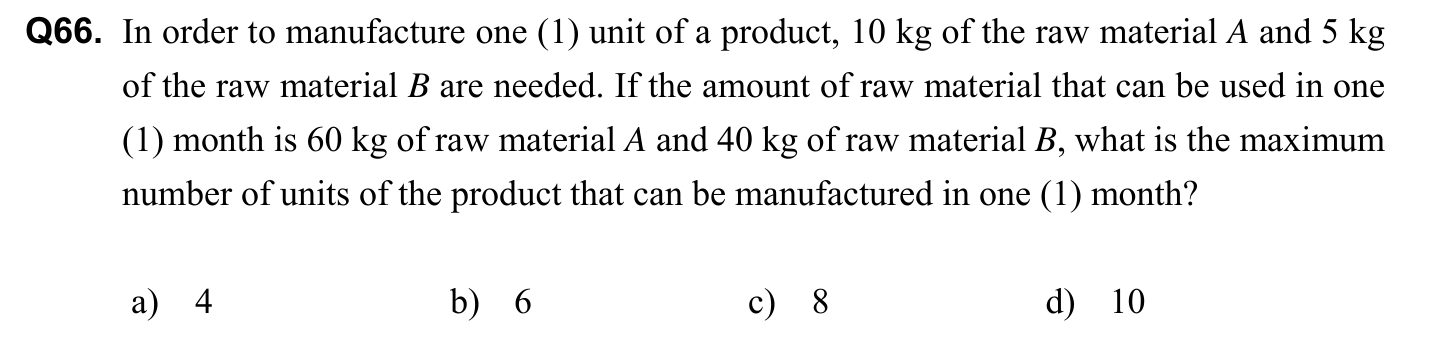 Q66. In order to manufacture one (1) unit of a product, 10 kg of the raw material A and 5 kg
of the raw material B are needed. If the amount of raw material that can be used in one
(1) month is 60 kg of raw material A and 40 kg of raw material B, what is the maximum
number of units of the product that can be manufactured in one (1) month?
a) 4 b) 6 c) 8 d) 10